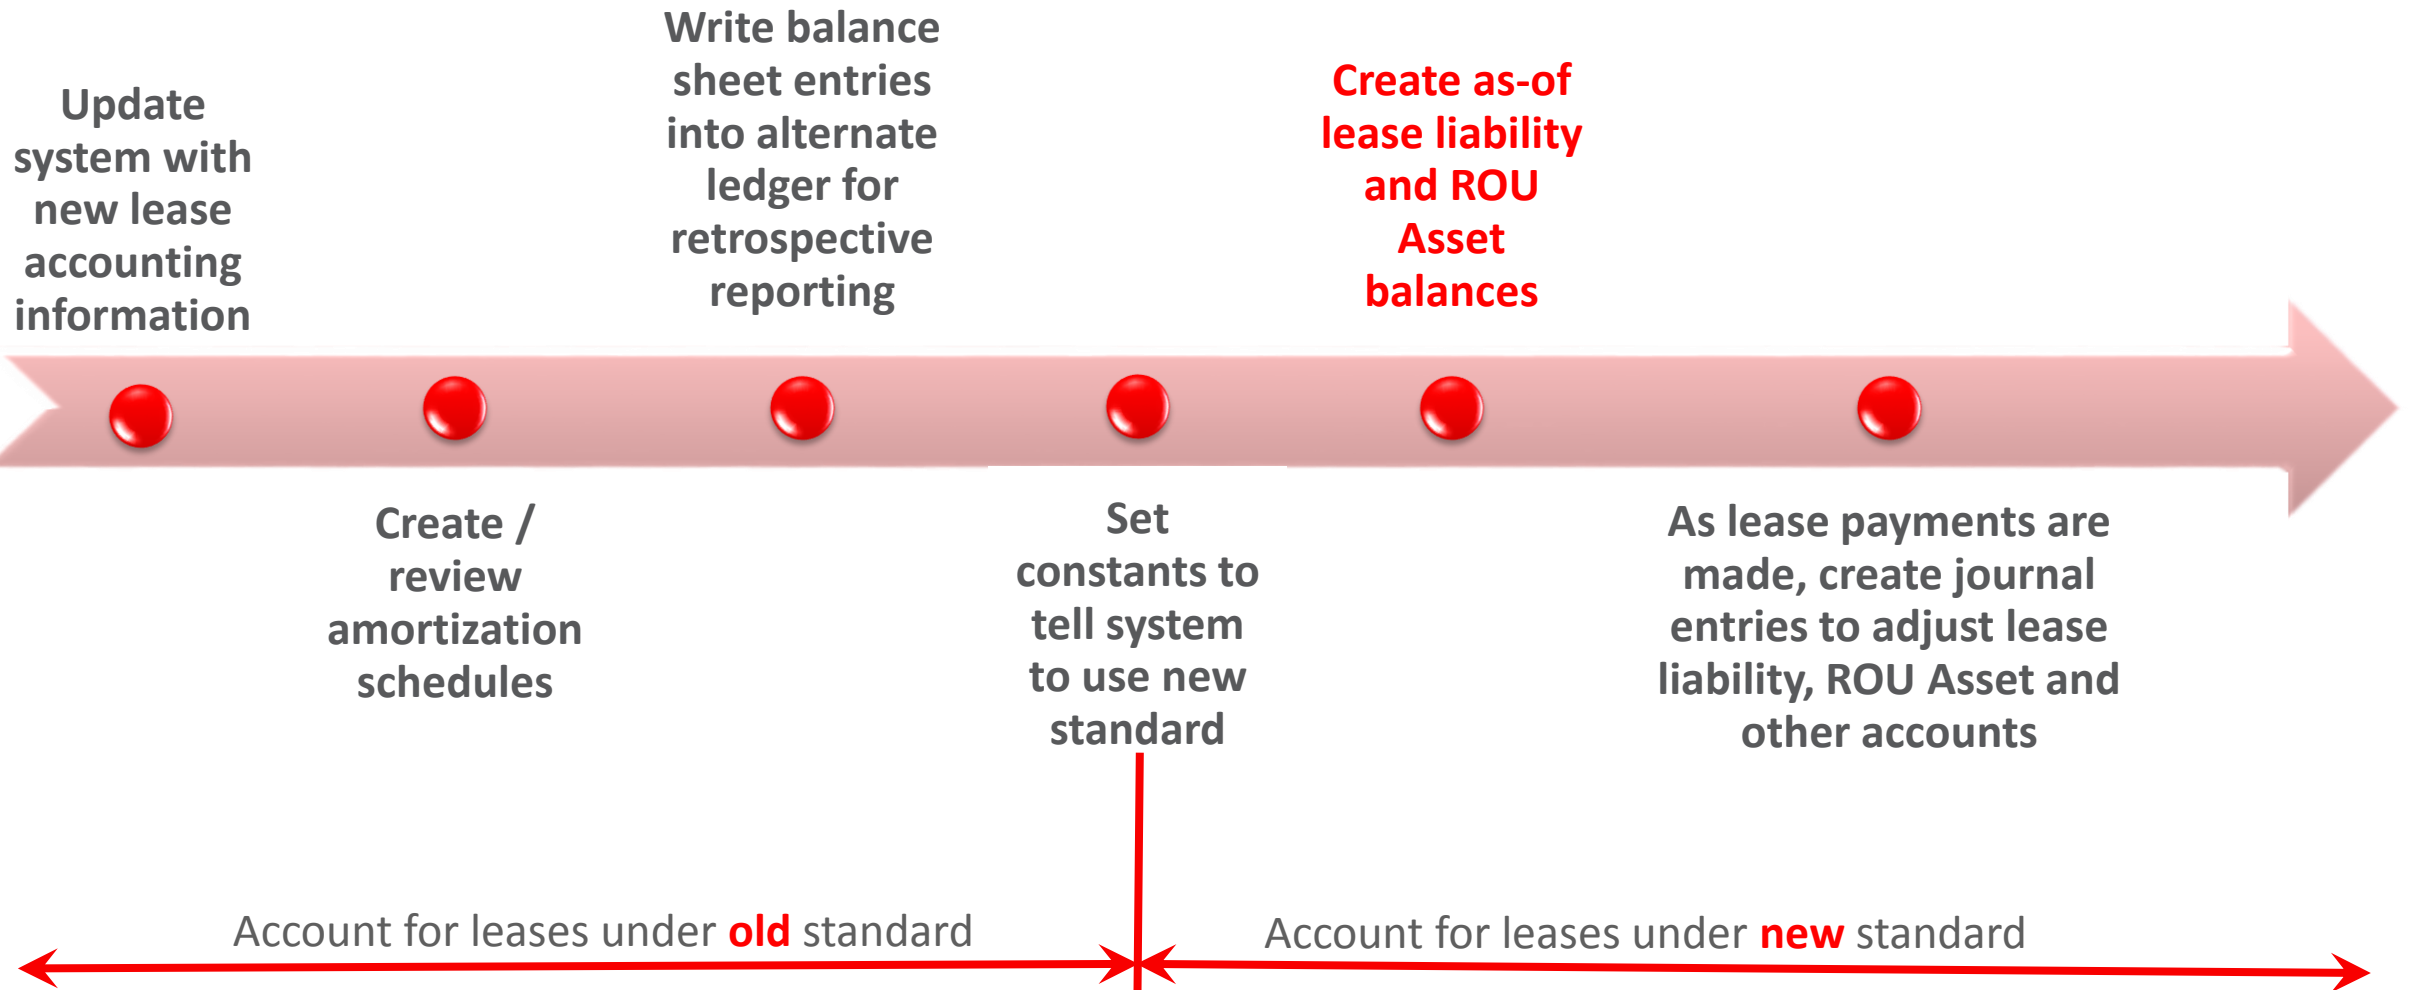 Update
system with
new lease
accounting
information
Create /
review
amortization
schedules
Write balance
sheet entries
into alternate
ledger for
retrospective
reporting
Set
constants to
tell system
to use new
standard
Create as-of
lease liability
and ROU
Asset
balances
As lease payments are
made, create journal
entries to adjust lease
liability, ROU Asset and
other accounts
Account for leases under old standard
Account for leases under new standard